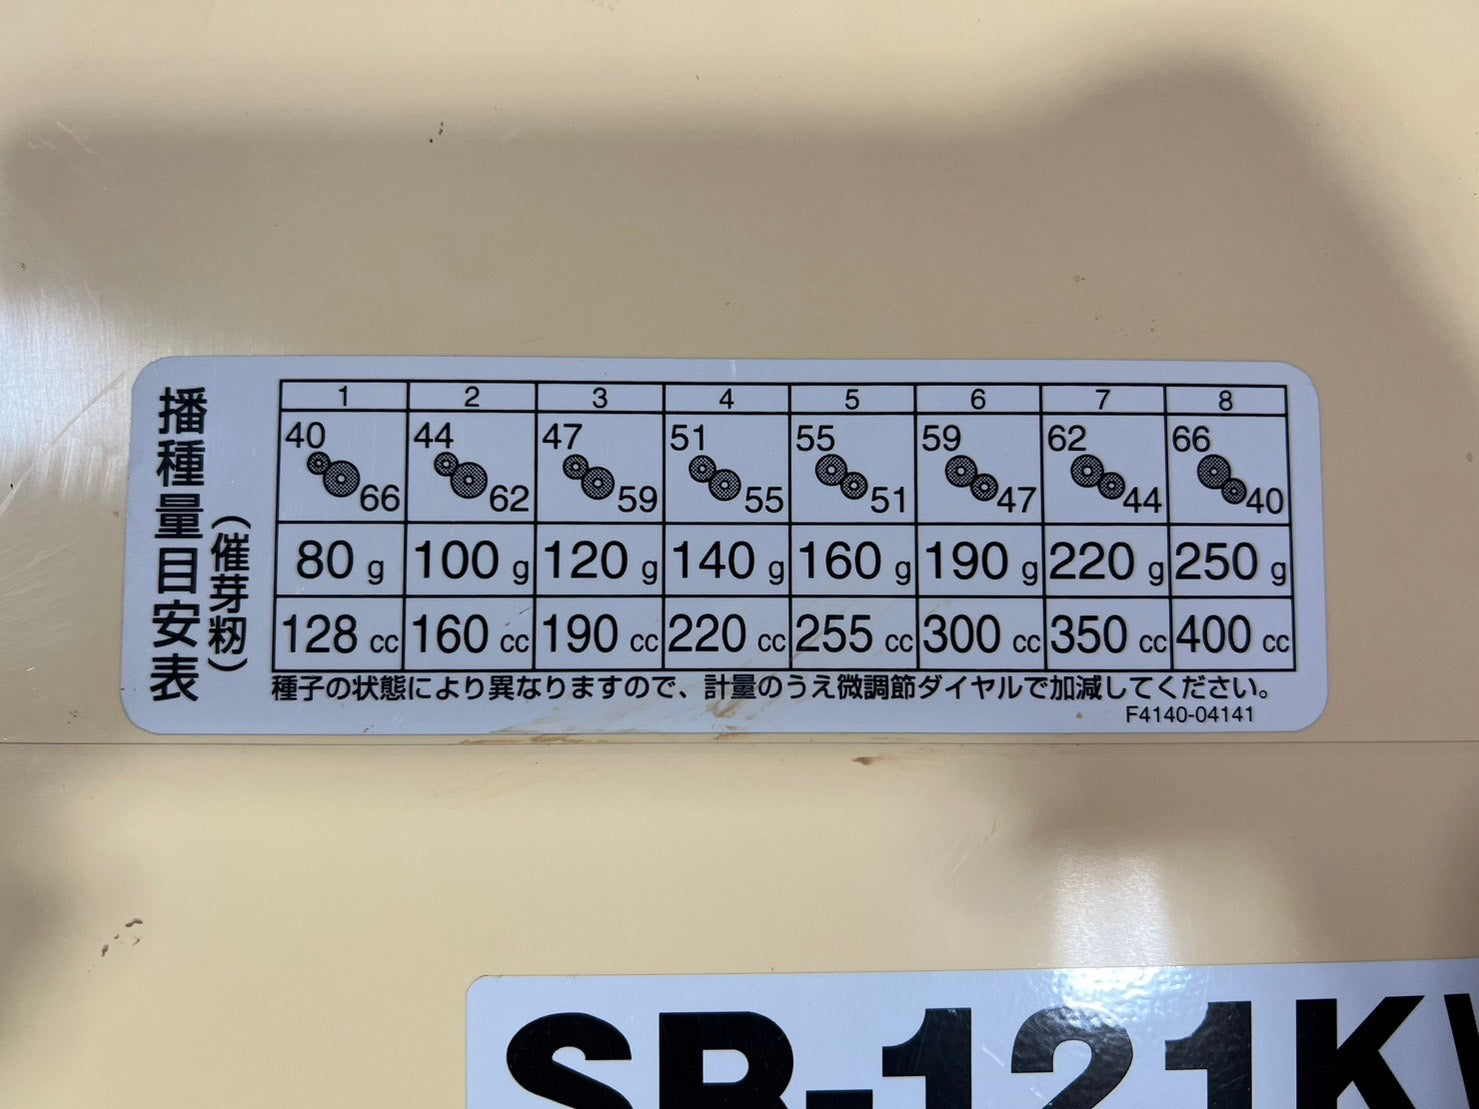 播種量目安表
（催芽籾）
1 2 3 4 5 6 7 8
40 44 47 51 55 59 62 66
66 62 59 55 51 47 44 40
80 g 100 g 120 g 140 g 160 g 190 g 220 g 250 g
128 cc 160 cc 190 cc 220 cc 255 cc 300 cc 350 cc 400 cc
種子の状態により異なりますので、計量のうえ微調節ダイヤルで加減してください。
F4140-04141
SR-121K